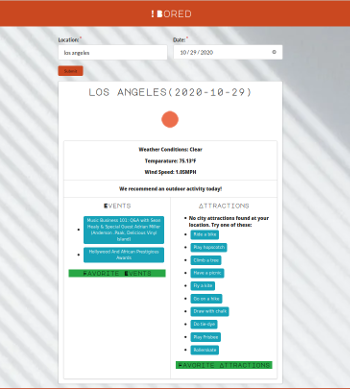 ! BORED
Location: *
Date: *
los angeles
10 / 29 / 2020
Submit
LOS ANGELES(2020-10-29)
Weather Conditions: Clear
Temparature: 75.13°F
Wind Speed: 1.05MPH
We recommend an outdoor activity today!
EVENTS
Music Business 101: Q&A with Sean
Healy & Special Guest Adrian Miller
(Anderson .Paak, Delicious Vinyl
Island)
Hollywood And African Prestigious
Awards
FAVORITE EVENTS
ATTRACTIONS
No city attractions found at your
location. Try one of these:
Ride a bike
Play hopscotch
Climb a tree
Have a picnic
Fly a kite
Go on a hike
Draw with chalk
Do tie-dye
Play frisbee
Rollerskate
FAVORITE ATTRACTIONS